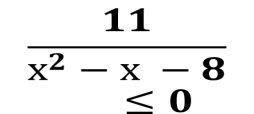 11
x² − x − 8
≤ 0